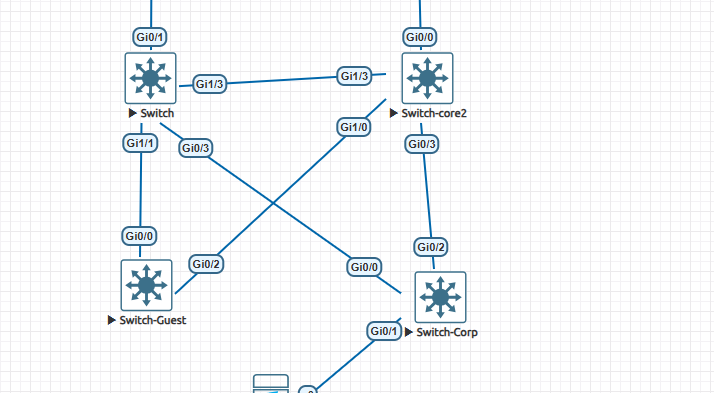 Gi0/1
Gi0/0
Gi1/3
Gi1/3
Switch
Switch-core2
Gi1/1
Gi0/3
Gi1/0
Gi0/3
Gi0/0
Gi0/2
Gi0/2
Gi0/0
Switch-Guest
Gi0/1
Switch-Corp